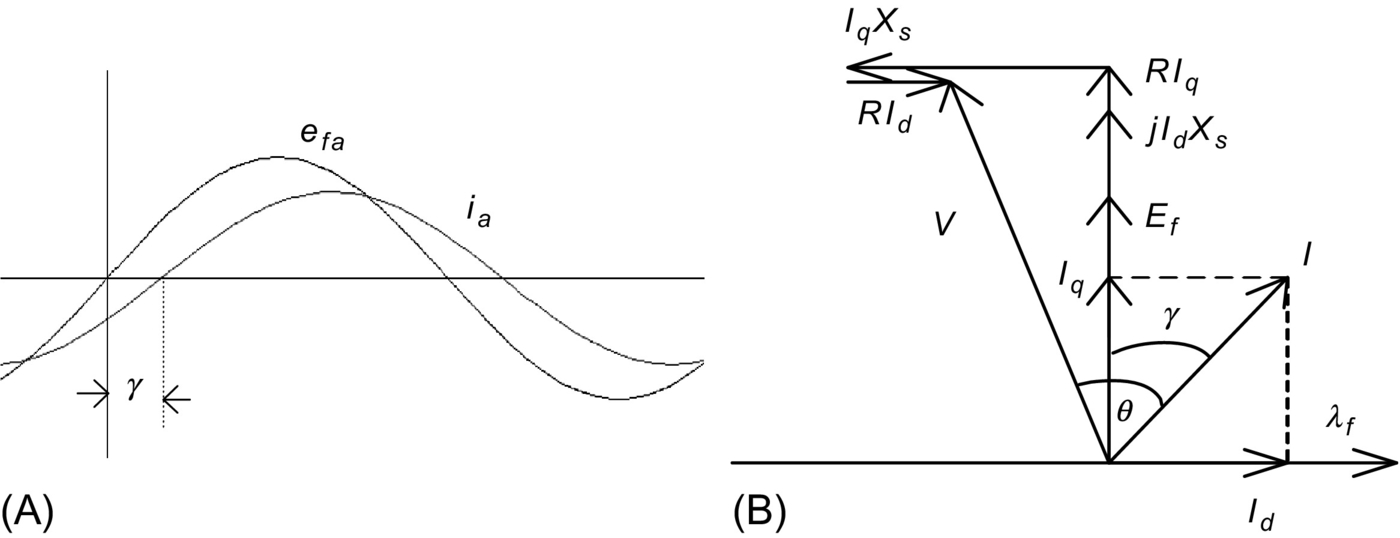 e_fa
i_a
γ
(A)
I_qX_s
RI_q
RI_d
jI_dX_s
V
E_f
I
I_q
γ
θ
λ_f
(B)
I_d